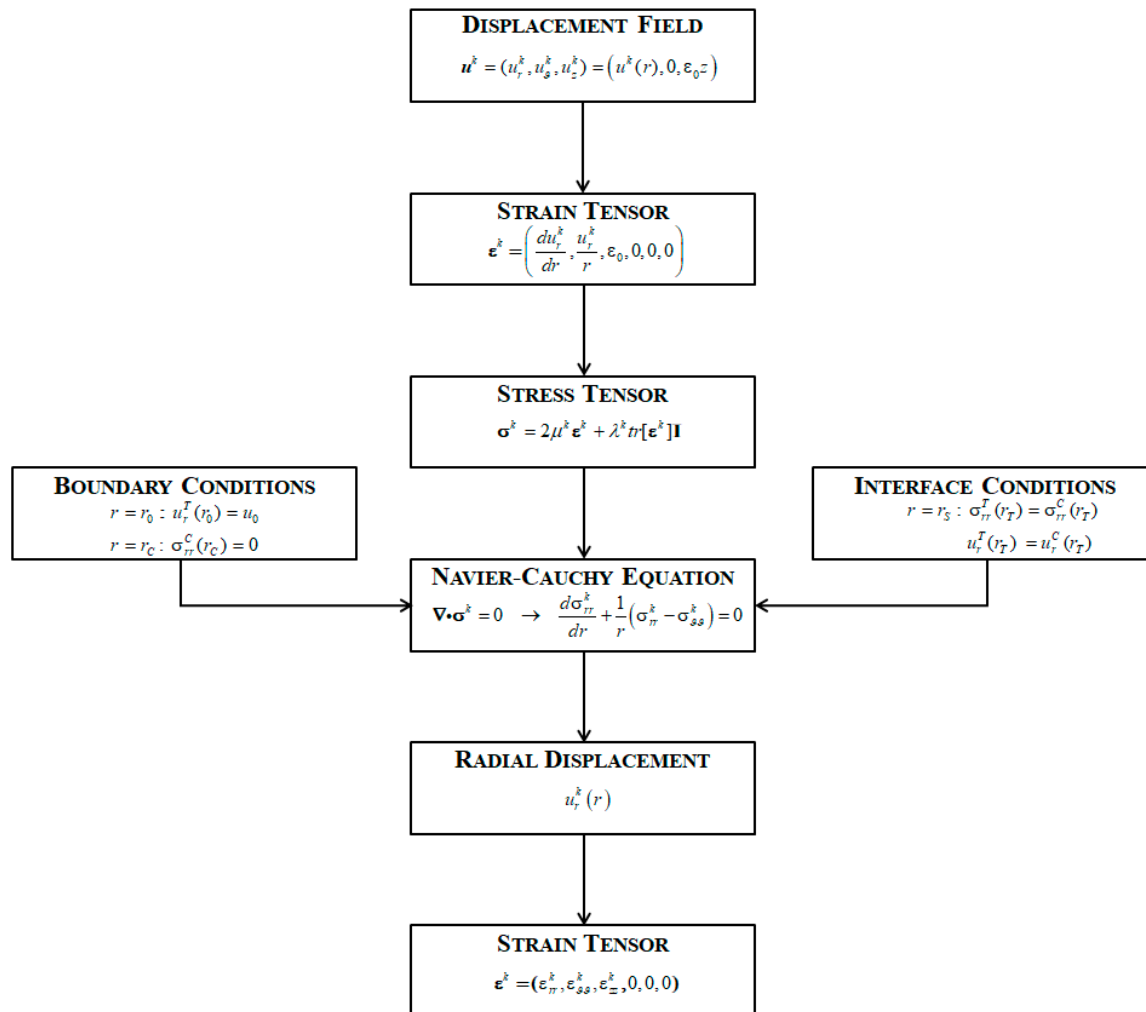 DISPLACEMENT FIELD
u^k = (u_r^k, u_ϑ^k, u_z^k) = (u^k(r), 0, ε_0 z)
STRAIN TENSOR
ε^k = (du_r^k/dr, u_r^k/r, ε_0, 0, 0, 0)
STRESS TENSOR
σ^k = 2μ^k ε^k + λ^k tr[ε^k]I
BOUNDARY CONDITIONS
r = r_0 : u_r^T(r_0) = u_0
r = r_C : σ_rr^C(r_C) = 0
INTERFACE CONDITIONS
r = r_S : σ_rr^T(r_T) = σ_rr^C(r_T)
u_r^T(r_T) = u_r^C(r_T)
NAVIER-CAUCHY EQUATION
∇•σ^k = 0 → dσ_rr^k/dr + 1/r (σ_rr^k − σ_ϑϑ^k) = 0
RADIAL DISPLACEMENT
u_r^k(r)
STRAIN TENSOR
ε^k = (ε_rr^k, ε_ϑϑ^k, ε_zz^k, 0, 0, 0)